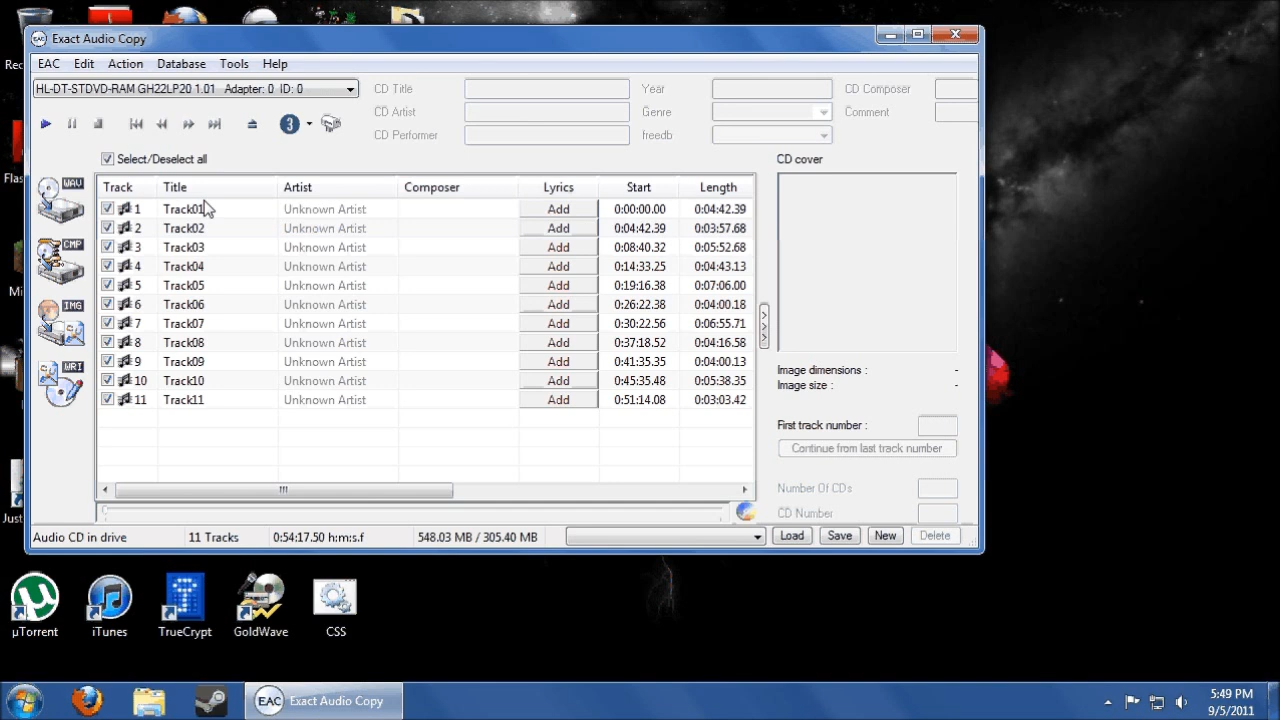 Exact Audio Copy
EAC Edit Action Database Tools Help
HL-DT-STDVD-RAM GH22LP20 1.01 Adapter: 0 ID: 0
CD Title
Year
CD Composer
CD Artist
Genre
Comment
CD Performer
freedb
3
Select/Deselect all
CD cover
WAV
CMP
IMG
WRI
Track Title Artist Composer Lyrics Start Length
1 Track01 Unknown Artist Add 0:00:00.00 0:04:42.39
2 Track02 Unknown Artist Add 0:04:42.39 0:03:57.68
3 Track03 Unknown Artist Add 0:08:40.32 0:05:52.68
4 Track04 Unknown Artist Add 0:14:33.25 0:04:43.13
5 Track05 Unknown Artist Add 0:19:16.38 0:07:06.00
6 Track06 Unknown Artist Add 0:26:22.38 0:04:00.18
7 Track07 Unknown Artist Add 0:30:22.56 0:06:55.71
8 Track08 Unknown Artist Add 0:37:18.52 0:04:16.58
9 Track09 Unknown Artist Add 0:41:35.35 0:04:00.13
10 Track10 Unknown Artist Add 0:45:35.48 0:05:38.35
11 Track11 Unknown Artist Add 0:51:14.08 0:03:03.42
Image dimensions : -
Image size : -
First track number :
Continue from last track number
Number Of CDs
CD Number
Audio CD in drive 11 Tracks 0:54:17.50 h:m:s.f 548.03 MB / 305.40 MB Load Save New Delete
Rec
Flas
Mi
Just
µTorrent
iTunes
TrueCrypt
GoldWave
CSS
EAC Exact Audio Copy
5:49 PM
9/5/2011